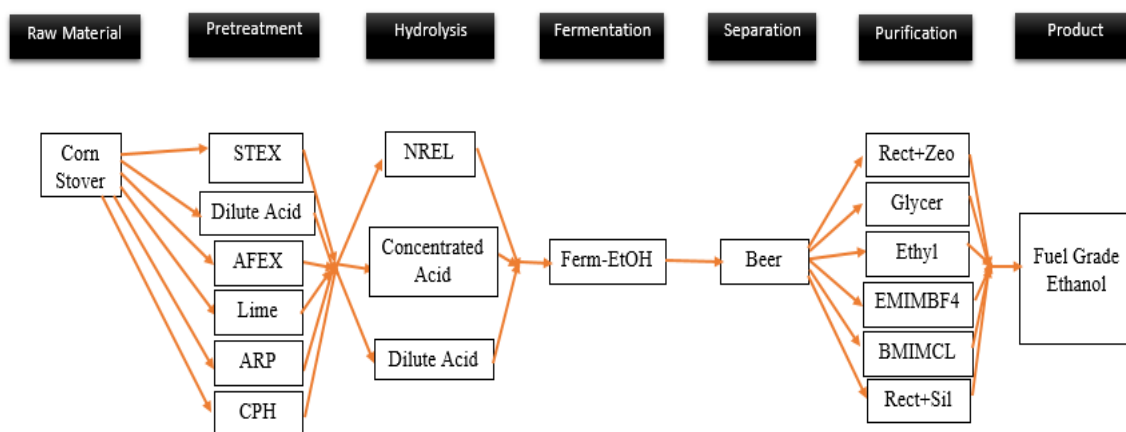 Raw Material
Pretreatment
Hydrolysis
Fermentation
Separation
Purification
Product
Corn
Stover
STEX
Dilute Acid
AFEX
Lime
ARP
CPH
NREL
Concentrated
Acid
Dilute Acid
Ferm-EtOH
Beer
Rect+Zeo
Glycer
Ethyl
EMIMBF4
BMIMCL
Rect+Sil
Fuel Grade
Ethanol